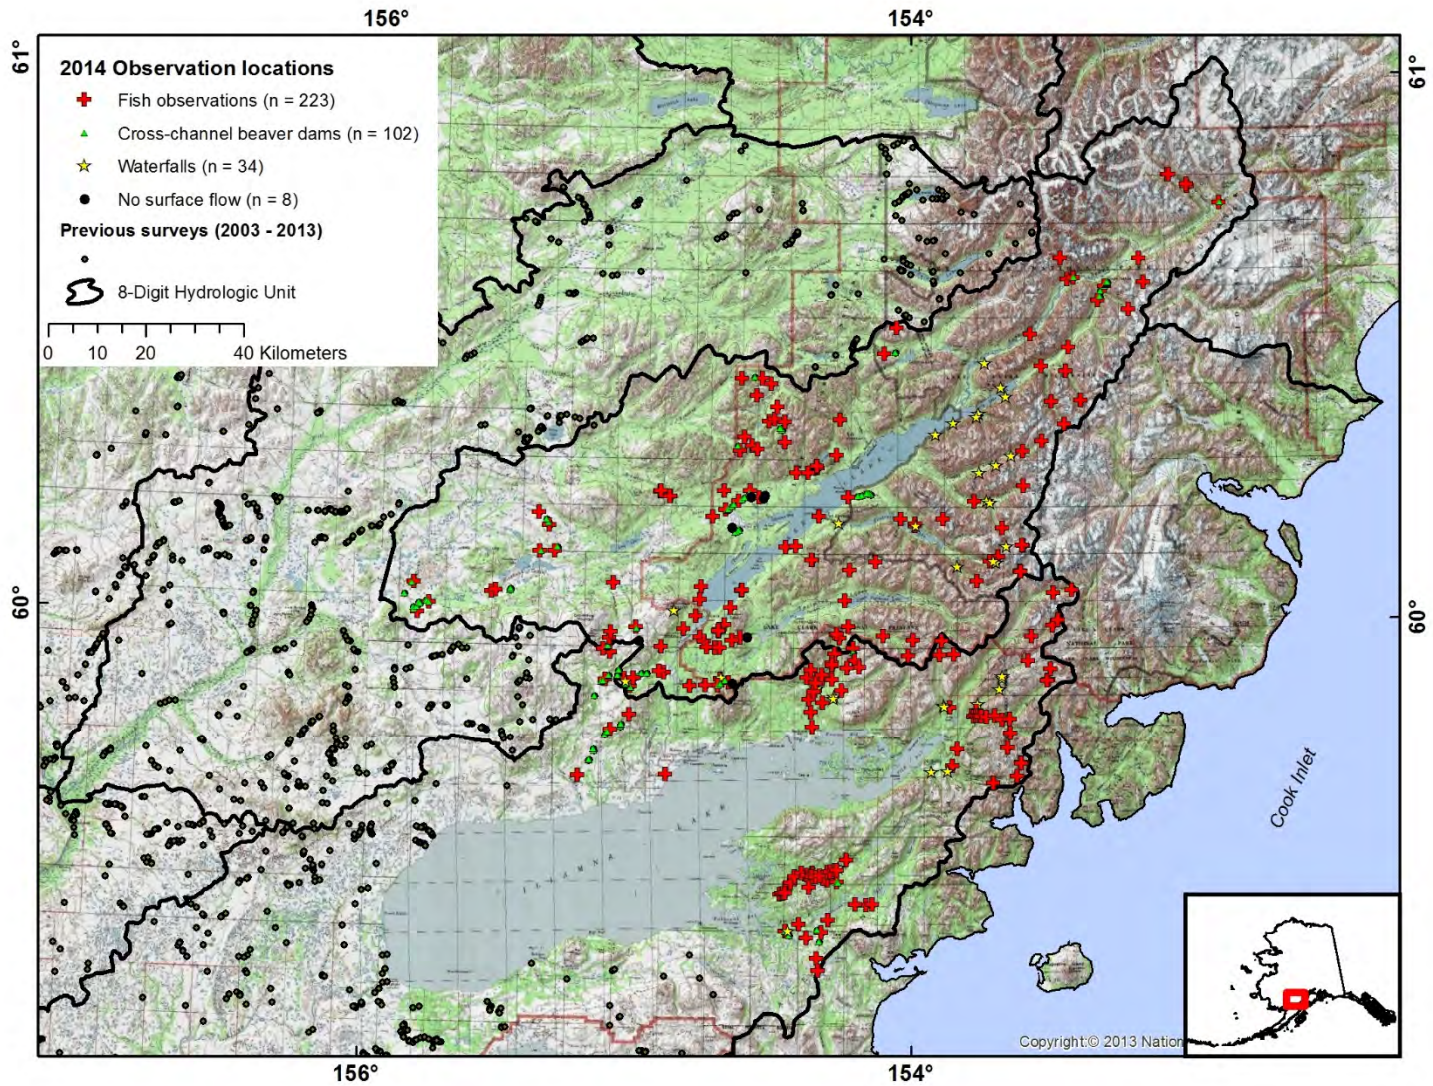 156°
154°
61°
61°
2014 Observation locations
Fish observations (n = 223)
Cross-channel beaver dams (n = 102)
Waterfalls (n = 34)
No surface flow (n = 8)
Previous surveys (2003 - 2013)
8-Digit Hydrologic Unit
0 10 20 40 Kilometers
60°
60°
LAKE
ILIAMNA
Cook Inlet
Copyright:© 2013 Nation
156°
154°